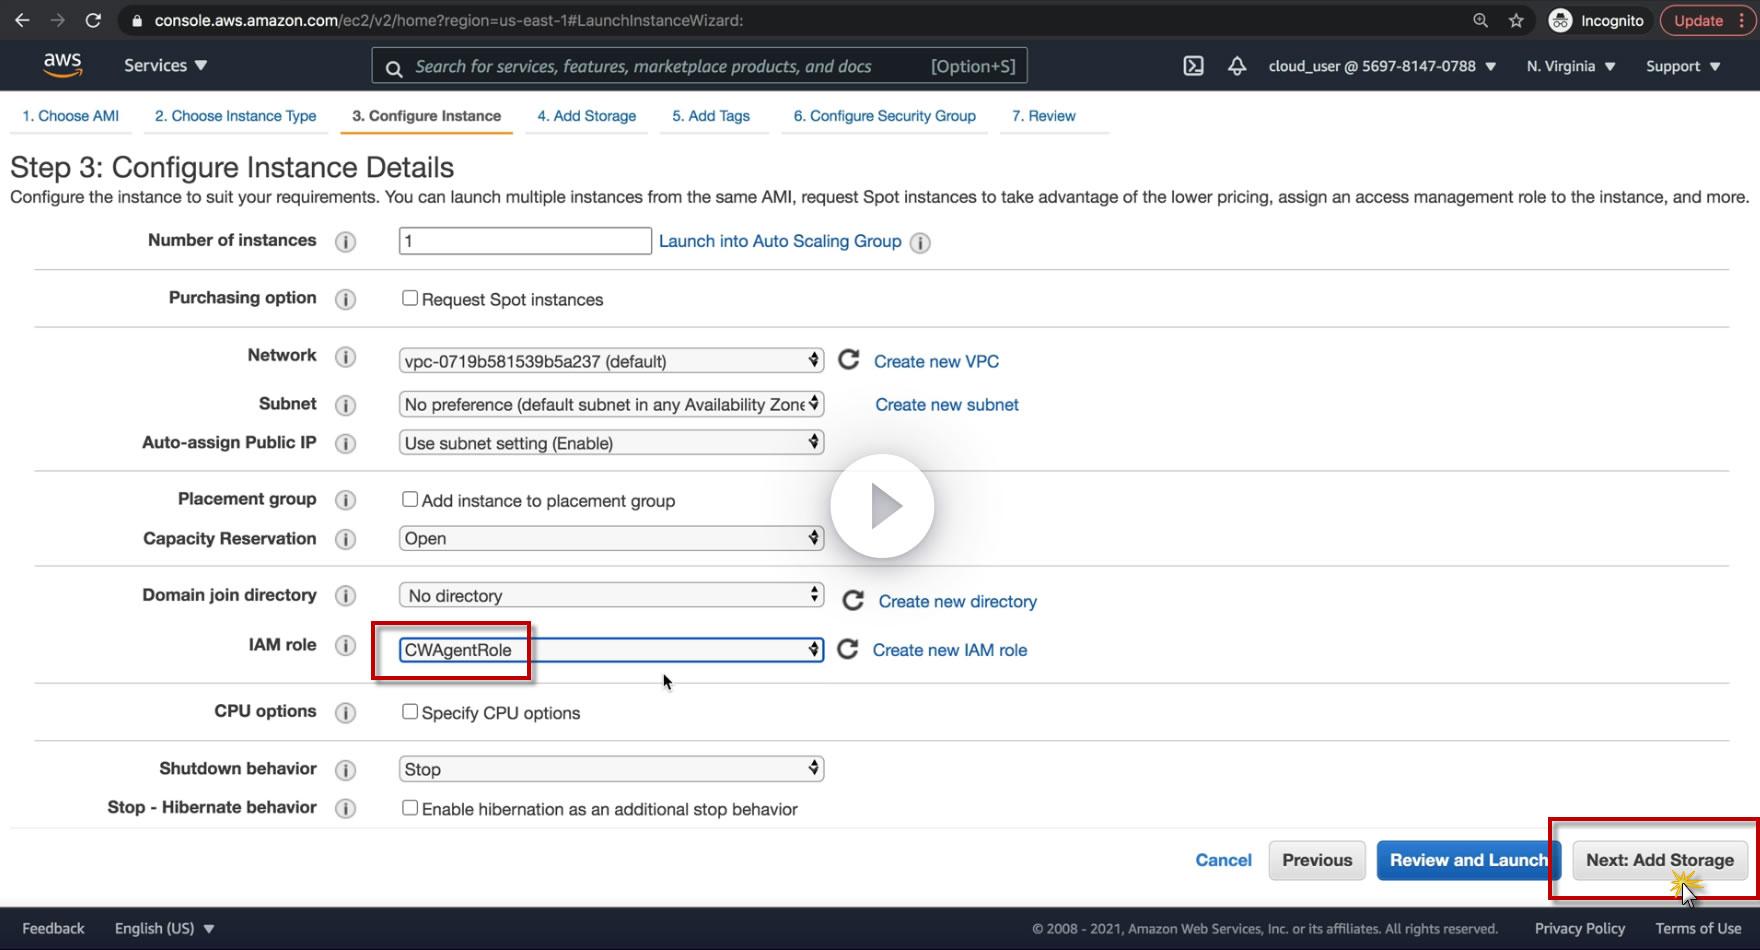 console.aws.amazon.com/ec2/v2/home?region=us-east-1#LaunchInstanceWizard:
Incognito
Update
aws
Services
Search for services, features, marketplace products, and docs [Option+S]
cloud_user @ 5697-8147-0788
N. Virginia
Support
1. Choose AMI
2. Choose Instance Type
3. Configure Instance
4. Add Storage
5. Add Tags
6. Configure Security Group
7. Review
Step 3: Configure Instance Details
Configure the instance to suit your requirements. You can launch multiple instances from the same AMI, request Spot instances to take advantage of the lower pricing, assign an access management role to the instance, and more.
Number of instances i 1 Launch into Auto Scaling Group i
Purchasing option i Request Spot instances
Network i vpc-0719b581539b5a237 (default) Create new VPC
Subnet i No preference (default subnet in any Availability Zone Create new subnet
Auto-assign Public IP i Use subnet setting (Enable)
Placement group i Add instance to placement group
Capacity Reservation i Open
Domain join directory i No directory Create new directory
IAM role i CWAgentRole Create new IAM role
CPU options i Specify CPU options
Shutdown behavior i Stop
Stop - Hibernate behavior i Enable hibernation as an additional stop behavior
Cancel Previous Review and Launch Next: Add Storage
Feedback English (US) © 2008 - 2021, Amazon Web Services, Inc. or its affiliates. All rights reserved. Privacy Policy Terms of Use